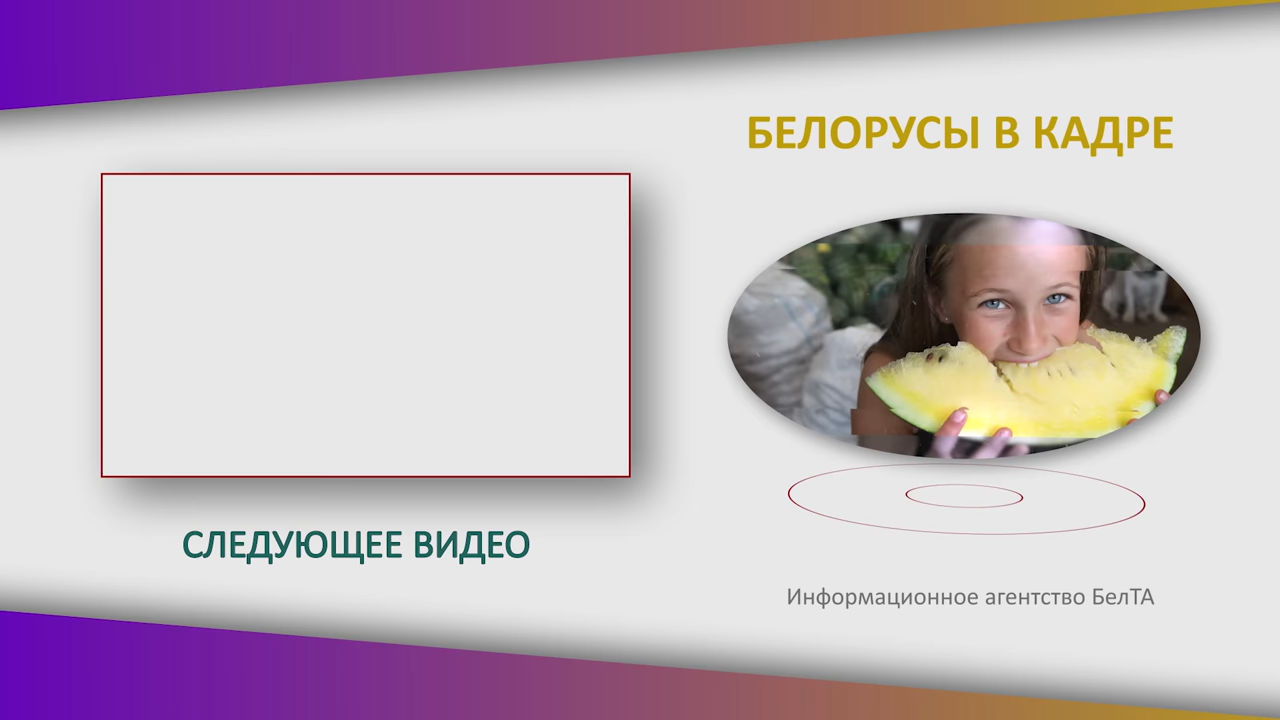 БЕЛОРУСЫ В КАДРЕ
СЛЕДУЮЩЕЕ ВИДЕО
Информационное агентство БелТА